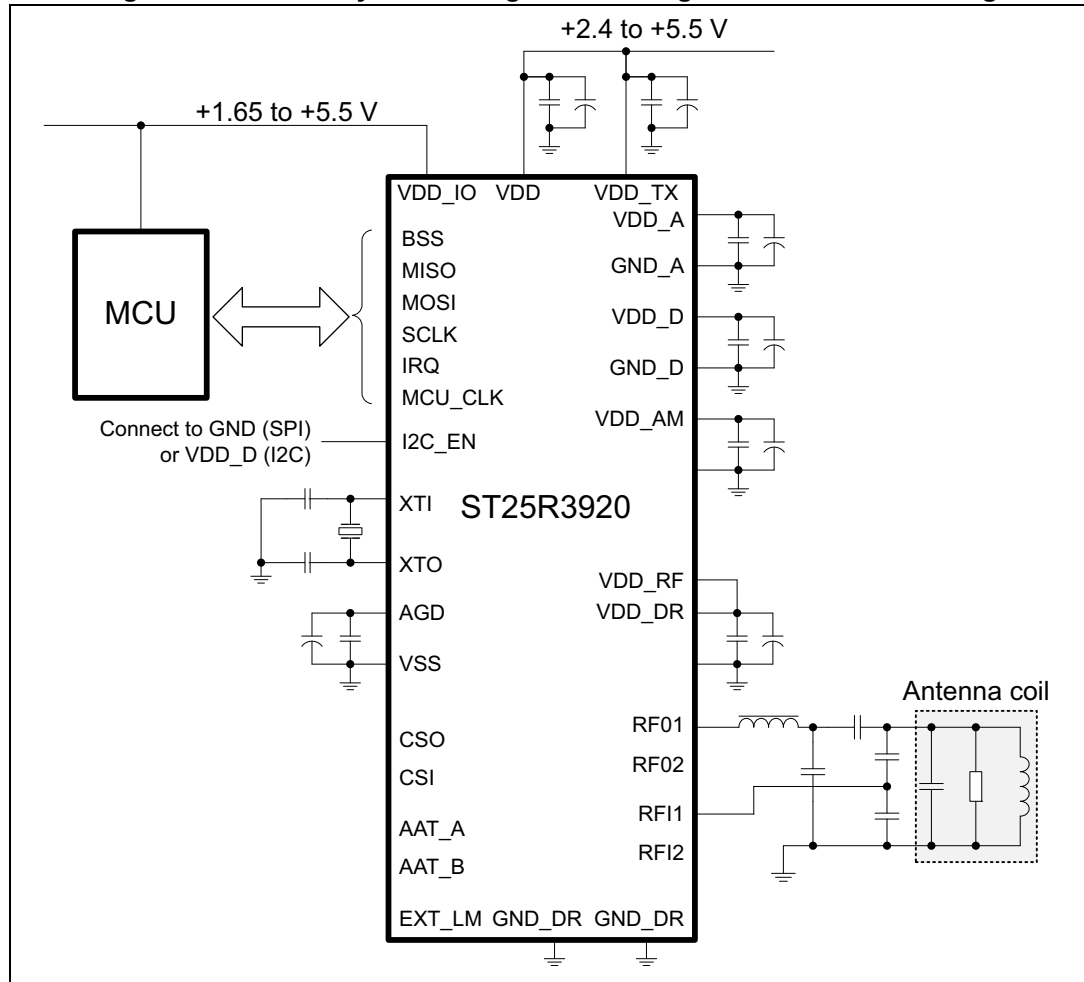 +2.4 to +5.5 V
+1.65 to +5.5 V
VDD_IO VDD VDD_TX
VDD_A
BSS
GND_A
MISO
MCU
MOSI
VDD_D
SCLK
IRQ
GND_D
MCU_CLK
VDD_AM
Connect to GND (SPI)
or VDD_D (I2C)
I2C_EN
XTI
ST25R3920
XTO
VDD_RF
AGD
VDD_DR
VSS
Antenna coil
RF01
CSO
RF02
CSI
RFI1
AAT_A
RFI2
AAT_B
EXT_LM GND_DR GND_DR